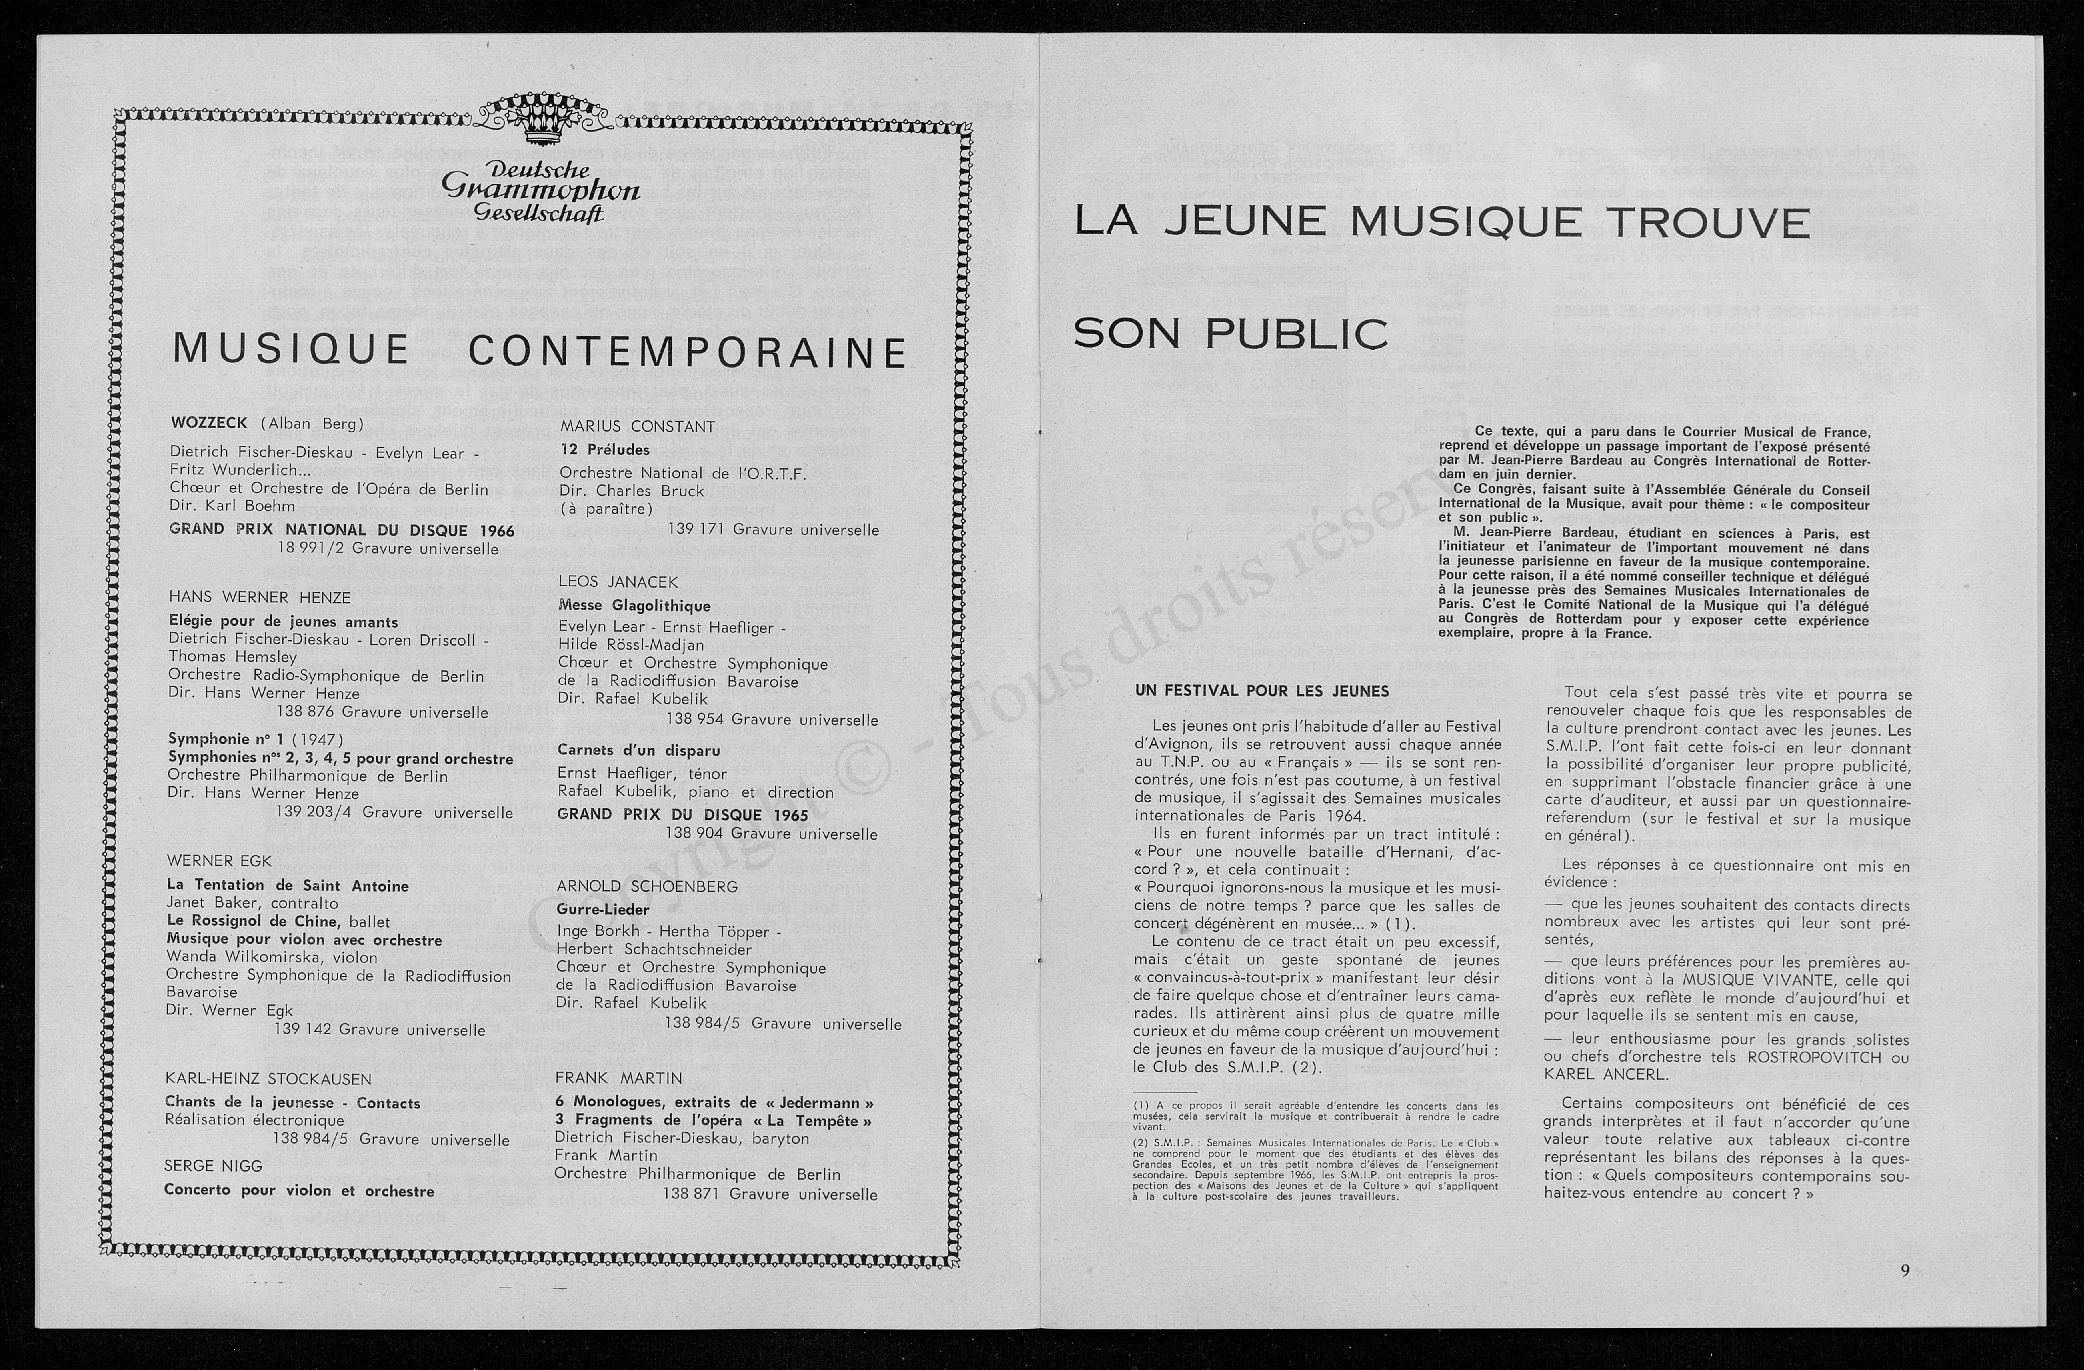 Deutsche
Grammophon
Gesellschaft
MUSIQUE CONTEMPORAINE
WOZZECK (Alban Berg)
Dietrich Fischer-Dieskau - Evelyn Lear -
Fritz Wunderlich...
Chœur et Orchestre de l'Opéra de Berlin
Dir. Karl Boehm
GRAND PRIX NATIONAL DU DISQUE 1966
18 991/2 Gravure universelle
HANS WERNER HENZE
Elégie pour de jeunes amants
Dietrich Fischer-Dieskau - Loren Driscoll -
Thomas Hemsley
Orchestre Radio-Symphonique de Berlin
Dir. Hans Werner Henze
138 876 Gravure universelle
Symphonie n° 1 (1947)
Symphonies nos 2, 3, 4, 5 pour grand orchestre
Orchestre Philharmonique de Berlin
Dir. Hans Werner Henze
139 203/4 Gravure universelle
WERNER EGK
La Tentation de Saint Antoine
Janet Baker, contralto
Le Rossignol de Chine, ballet
Musique pour violon avec orchestre
Wanda Wilkomirska, violon
Orchestre Symphonique de la Radiodiffusion
Bavaroise
Dir. Werner Egk
139 142 Gravure universelle
KARL-HEINZ STOCKAUSEN
Chants de la jeunesse - Contacts
Réalisation électronique
138 984/5 Gravure universelle
SERGE NIGG
Concerto pour violon et orchestre
MARIUS CONSTANT
12 Préludes
Orchestre National de l'O.R.T.F.
Dir. Charles Bruck
(à paraître)
139 171 Gravure universelle
LEOS JANACEK
Messe Glagolithique
Evelyn Lear - Ernst Haefliger -
Hilde Rössl-Madjan
Chœur et Orchestre Symphonique
de la Radiodiffusion Bavaroise
Dir. Rafael Kubelik
138 954 Gravure universelle
Carnets d'un disparu
Ernst Haefliger, ténor
Rafael Kubelik, piano et direction
GRAND PRIX DU DISQUE 1965
138 904 Gravure universelle
ARNOLD SCHOENBERG
Gurre-Lieder
Inge Borkh - Hertha Töpper -
Herbert Schachtschneider
Chœur et Orchestre Symphonique
de la Radiodiffusion Bavaroise
Dir. Rafael Kubelik
138 984/5 Gravure universelle
FRANK MARTIN
6 Monologues, extraits de « Jedermann »
3 Fragments de l'opéra « La Tempête »
Dietrich Fischer-Dieskau, baryton
Frank Martin
Orchestre Philharmonique de Berlin
138 871 Gravure universelle
LA JEUNE MUSIQUE TROUVE
SON PUBLIC
Ce texte, qui a paru dans le Courrier Musical de France,
reprend et développe un passage important de l'exposé présenté
par M. Jean-Pierre Bardeau au Congrès International de Rotter-
dam en juin dernier.
Ce Congrès, faisant suite à l'Assemblée Générale du Conseil
International de la Musique, avait pour thème : « le compositeur
et son public ».
M. Jean-Pierre Bardeau, étudiant en sciences à Paris, est
l'initiateur et l'animateur de l'important mouvement né dans
la jeunesse parisienne en faveur de la musique contemporaine.
Pour cette raison, il a été nommé conseiller technique et délégué
à la jeunesse près des Semaines Musicales Internationales de
Paris. C'est le Comité National de la Musique qui l'a délégué
au Congrès de Rotterdam pour y exposer cette expérience
exemplaire, propre à la France.
UN FESTIVAL POUR LES JEUNES
Les jeunes ont pris l'habitude d'aller au Festival
d'Avignon, ils se retrouvent aussi chaque année
au T.N.P. ou au « Français » — ils se sont ren-
contrés, une fois n'est pas coutume, à un festival
de musique, il s'agissait des Semaines musicales
internationales de Paris 1964.
Ils en furent informés par un tract intitulé :
« Pour une nouvelle bataille d'Hernani, d'ac-
cord ? », et cela continuait :
« Pourquoi ignorons-nous la musique et les musi-
ciens de notre temps ? parce que les salles de
concert dégénèrent en musée... » (1).
Le contenu de ce tract était un peu excessif,
mais c'était un geste spontané de jeunes
« convaincus-à-tout-prix » manifestant leur désir
de faire quelque chose et d'entraîner leurs cama-
rades. Ils attirèrent ainsi plus de quatre mille
curieux et du même coup créèrent un mouvement
de jeunes en faveur de la musique d'aujourd'hui :
le Club des S.M.I.P. (2).
(1) A ce propos il serait agréable d'entendre les concerts dans les
musées, cela servirait la musique et contribuerait à rendre le cadre
vivant.
(2) S.M.I.P. : Semaines Musicales Internationales de Paris. Le « Club »
ne comprend pour le moment que des étudiants et des élèves des
Grandes Ecoles, et un très petit nombre d'élèves de l'enseignement
secondaire. Depuis septembre 1966, les S.M.I.P. ont entrepris la pros-
pection des « Maisons des Jeunes et de la Culture » qui s'appliquent
à la culture post-scolaire des jeunes travailleurs.
Tout cela s'est passé très vite et pourra se
renouveler chaque fois que les responsables de
la culture prendront contact avec les jeunes. Les
S.M.I.P. l'ont fait cette fois-ci en leur donnant
la possibilité d'organiser leur propre publicité,
en supprimant l'obstacle financier grâce à une
carte d'auditeur, et aussi par un questionnaire-
referendum (sur le festival et sur la musique
en général).
Les réponses à ce questionnaire ont mis en
évidence :
— que les jeunes souhaitent des contacts directs
nombreux avec les artistes qui leur sont pré-
sentés,
— que leurs préférences pour les premières au-
ditions vont à la MUSIQUE VIVANTE, celle qui
d'après eux reflète le monde d'aujourd'hui et
pour laquelle ils se sentent mis en cause,
— leur enthousiasme pour les grands solistes
ou chefs d'orchestre tels ROSTROPOVITCH ou
KAREL ANCERL.
Certains compositeurs ont bénéficié de ces
grands interprètes et il faut n'accorder qu'une
valeur toute relative aux tableaux ci-contre
représentant les bilans des réponses à la ques-
tion : « Quels compositeurs contemporains sou-
haitez-vous entendre au concert ? »
9
Copyright © - Tous droits réservés